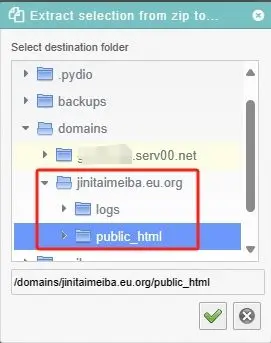 Extract selection from zip to...
Select destination folder
.pydio
backups
domains
.serv00.net
jinitaimeiba.eu.org
logs
public_html
/domains/jinitaimeiba.eu.org/public_html